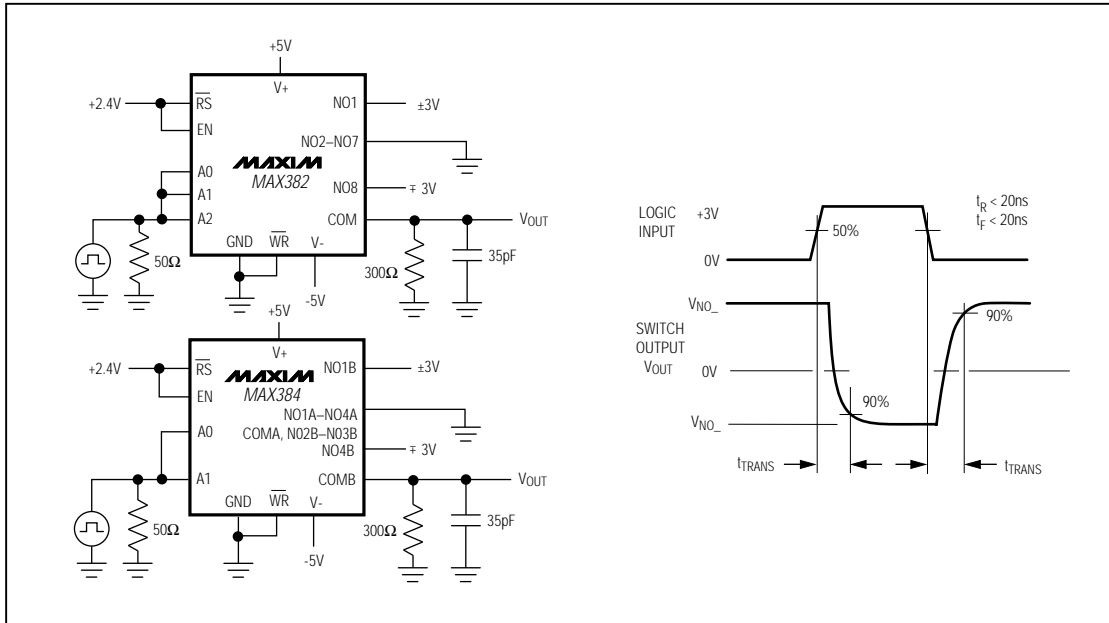 +5V
V+
+2.4V
RS
NO1
±3V
EN
NO2–NO7
MAXIM
MAX382
A0
A1
NO8
∓ 3V
A2
COM
VOUT
GND
WR
V-
50Ω
300Ω
35pF
-5V
+5V
V+
+2.4V
RS
MAXIM
NO1B
±3V
EN
MAX384
NO1A–NO4A
A0
COMA, N02B–N03B
NO4B
∓ 3V
A1
COMB
VOUT
GND
WR
V-
50Ω
300Ω
35pF
-5V
LOGIC
INPUT
+3V
50%
0V
tR < 20ns
tF < 20ns
VNO_
SWITCH
OUTPUT
VOUT
0V
90%
90%
VNO_
tTRANS
tTRANS